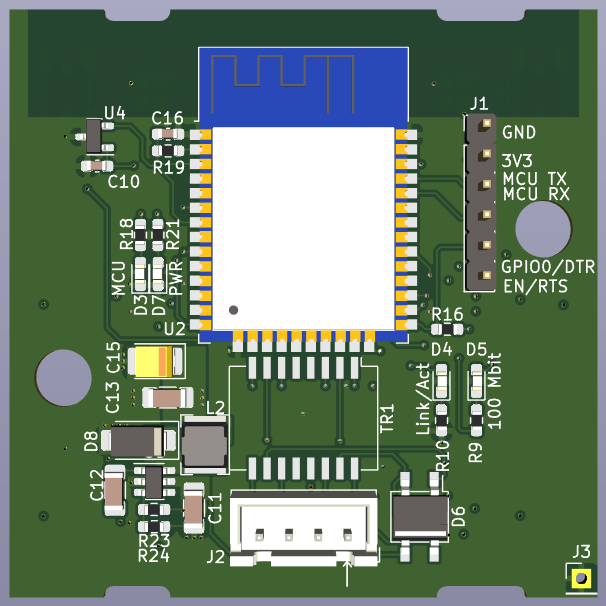 J1
U4
C16
GND
3V3
R19
C10
MCU TX
MCU RX
R18
R21
MCU
PWR
GPIO0/DTR
EN/RTS
D3
D7
U2
R16
D4
D5
C15
Link/Act
100 Mbit
C13
L2
TR1
D8
R10
R9
C12
C11
D6
R23
R24
J2
J3